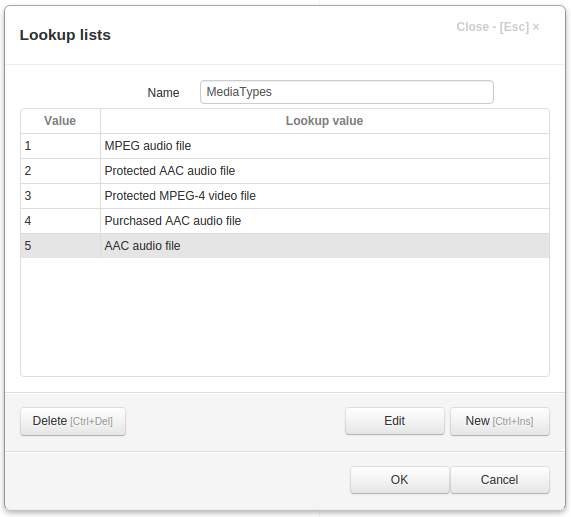 Lookup lists
Close - [Esc] ×
Name MediaTypes
Value Lookup value
1 MPEG audio file
2 Protected AAC audio file
3 Protected MPEG-4 video file
4 Purchased AAC audio file
5 AAC audio file
Delete [Ctrl+Del] Edit New [Ctrl+Ins]
OK Cancel